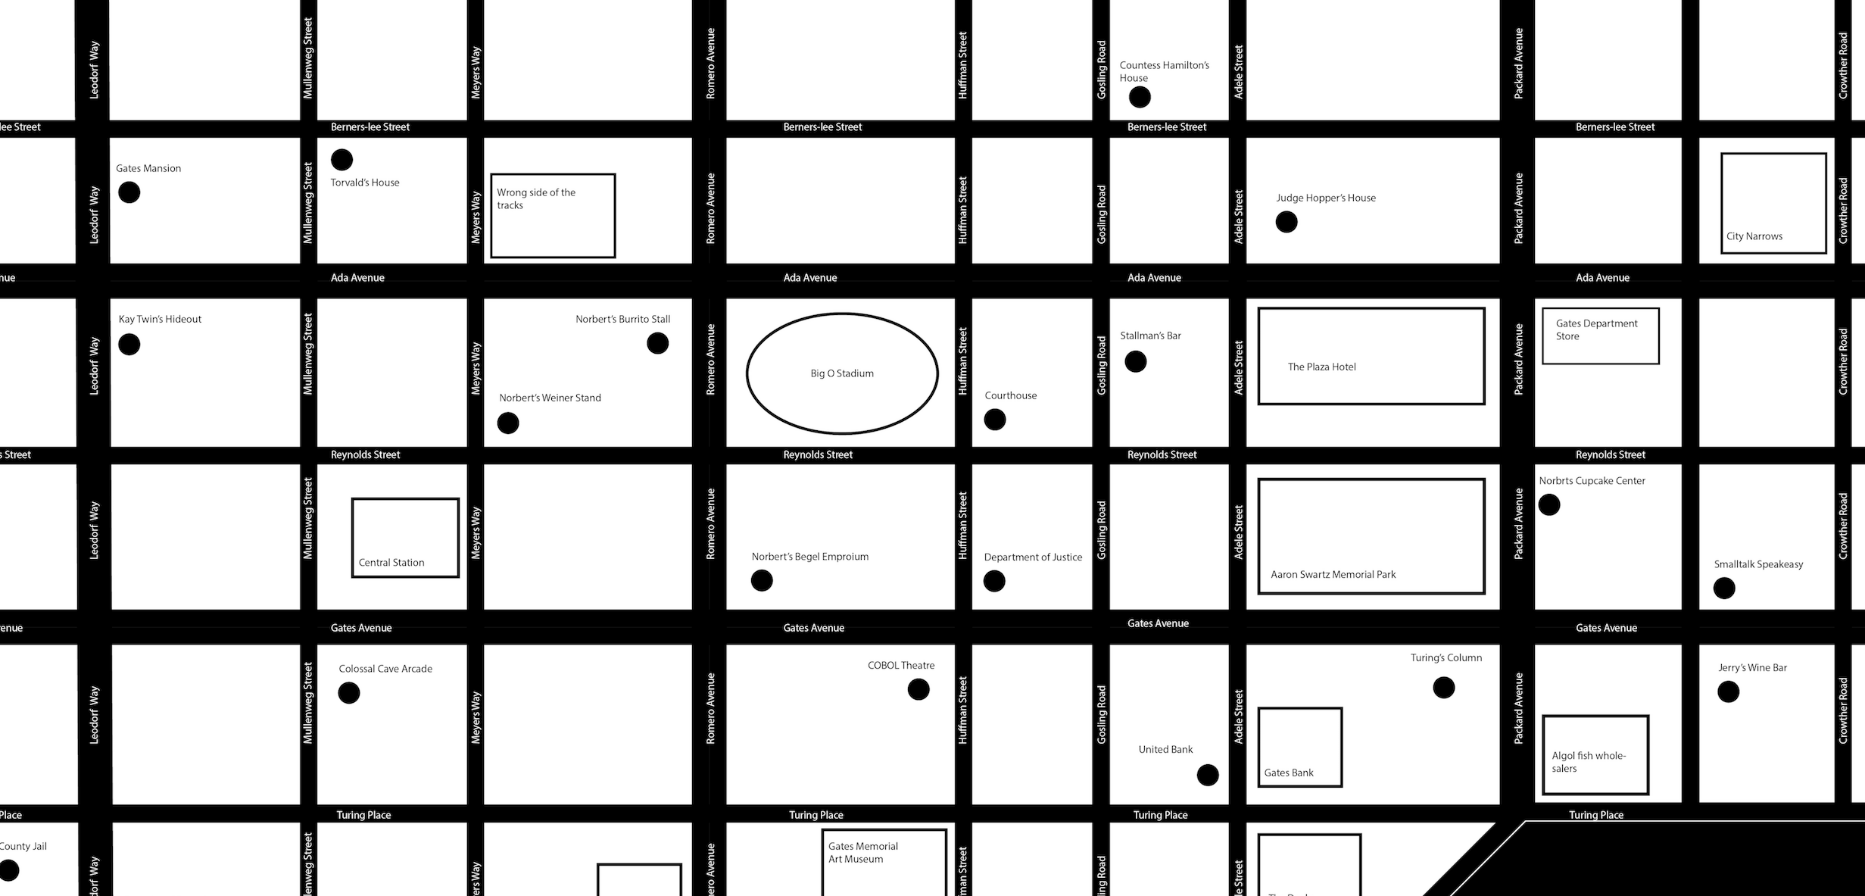 Leodorf Way
Mullenweg Street
Meyers Way
Romero Avenue
Huffman Street
Gosling Road
Countess Hamilton's
House
Adele Street
Packard Avenue
Crowther Road
lee Street
Berners-lee Street
Berners-lee Street
Berners-lee Street
Berners-lee Street
Gates Mansion
Torvald's House
Wrong side of the
tracks
Judge Hopper's House
City Narrows
Leodorf Way
Mullenweg Street
Meyers Way
Romero Avenue
Huffman Street
Gosling Road
Adele Street
Packard Avenue
Crowther Road
nue
Ada Avenue
Ada Avenue
Ada Avenue
Ada Avenue
Kay Twin's Hideout
Norbert's Burrito Stall
Norbert's Weiner Stand
Big O Stadium
Courthouse
Stallman's Bar
The Plaza Hotel
Gates Department
Store
Leodorf Way
Mullenweg Street
Meyers Way
Romero Avenue
Huffman Street
Gosling Road
Adele Street
Packard Avenue
Crowther Road
s Street
Reynolds Street
Reynolds Street
Reynolds Street
Reynolds Street
Central Station
Norbert's Begel Emproium
Department of Justice
Aaron Swartz Memorial Park
Norbrts Cupcake Center
Smalltalk Speakeasy
Leodorf Way
Mullenweg Street
Meyers Way
Romero Avenue
Huffman Street
Gosling Road
Adele Street
Packard Avenue
Crowther Road
enue
Gates Avenue
Gates Avenue
Gates Avenue
Gates Avenue
Colossal Cave Arcade
COBOL Theatre
United Bank
Gates Bank
Turing's Column
Algol fish whole-
salers
Jerry's Wine Bar
Leodorf Way
Mullenweg Street
Meyers Way
Romero Avenue
Huffman Street
Gosling Road
Adele Street
Packard Avenue
Crowther Road
Place
Turing Place
Turing Place
Turing Place
Turing Place
County Jail
Gates Memorial
Art Museum
dorf Way
llenweg Street
ers Way
mero Avenue
man Street
ling Road
le Street